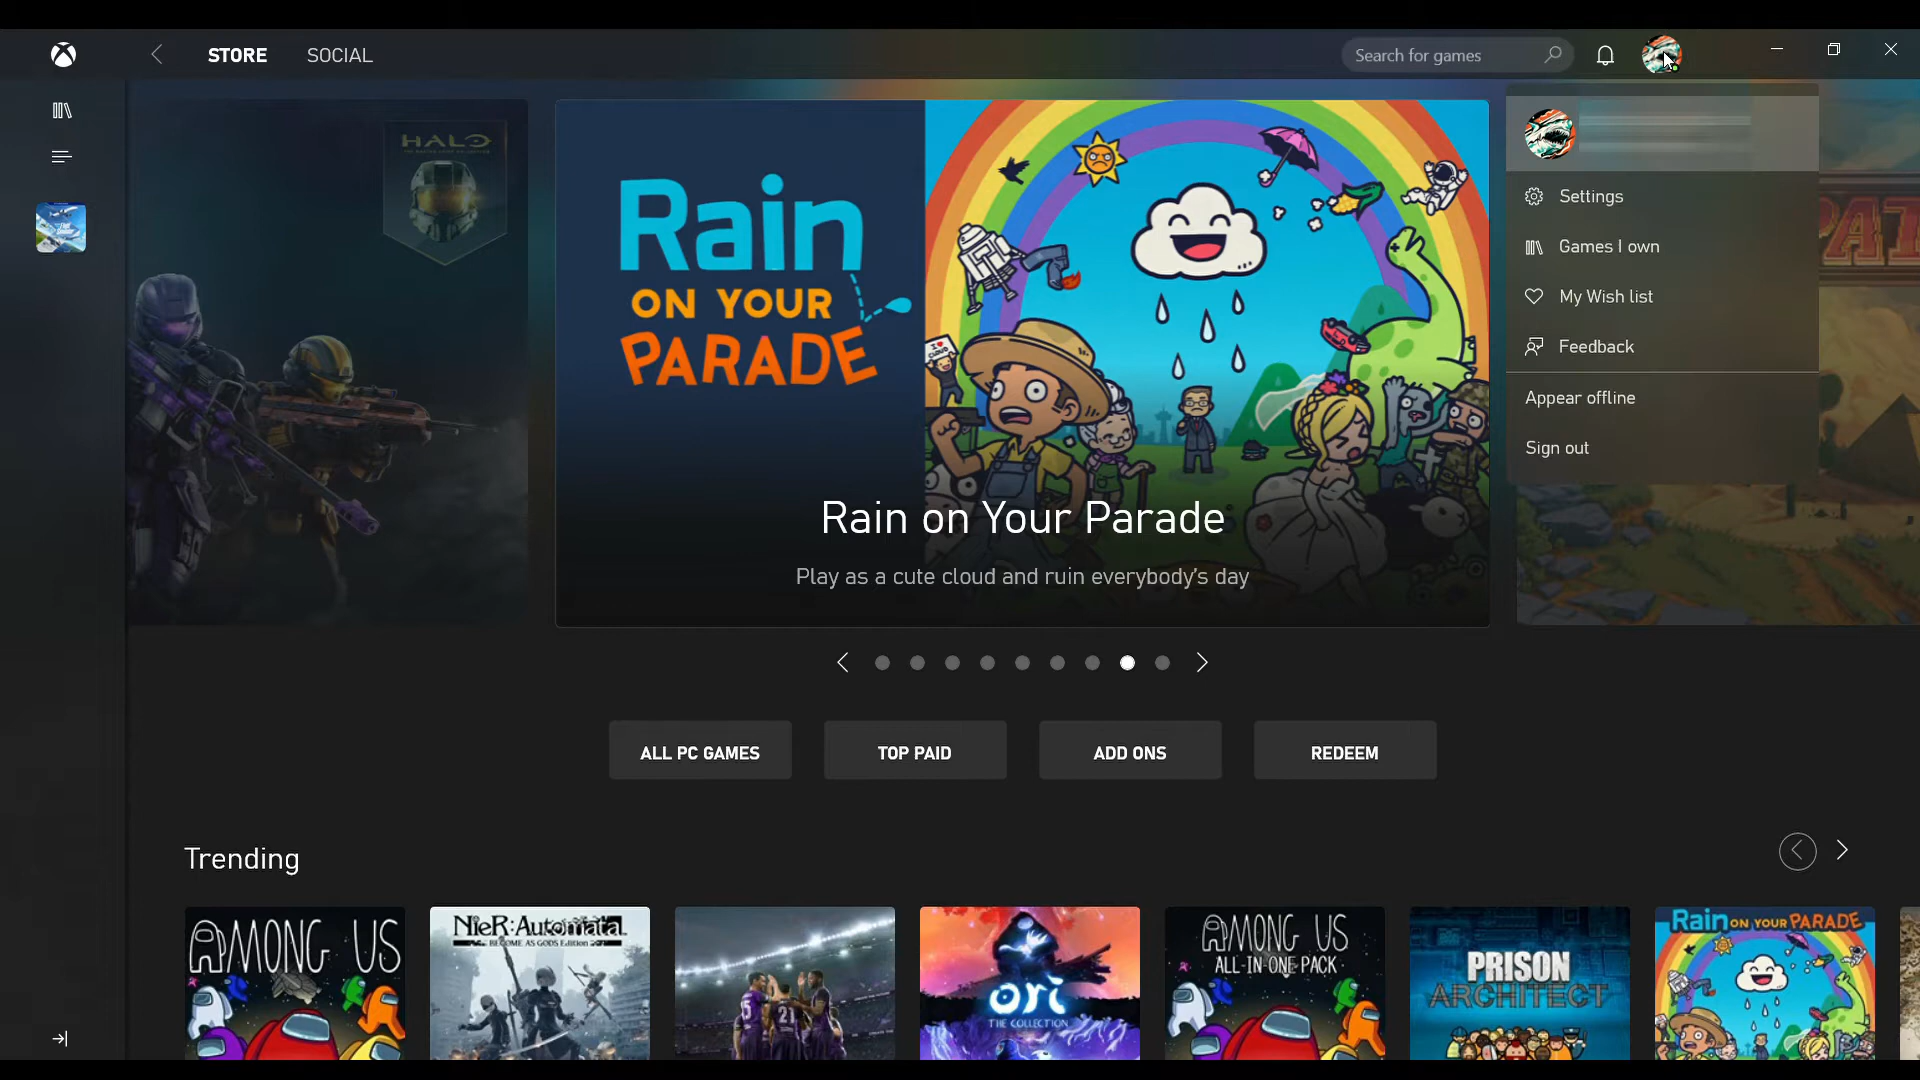 STORE
SOCIAL
Search for games
Settings
Games I own
My Wish list
Feedback
Appear offline
Sign out
HALO
Rain
ON YOUR
PARADE
Rain on Your Parade
Play as a cute cloud and ruin everybody's day
ALL PC GAMES
TOP PAID
ADD ONS
REDEEM
Trending
AMONG US
NieR:Automata
BECOME AS GODS Edition
21
ori
THE COLLECTION
AMONG US
ALL-IN-ONE PACK
PRISON
ARCHITECT
Rain ON YOUR PARADE